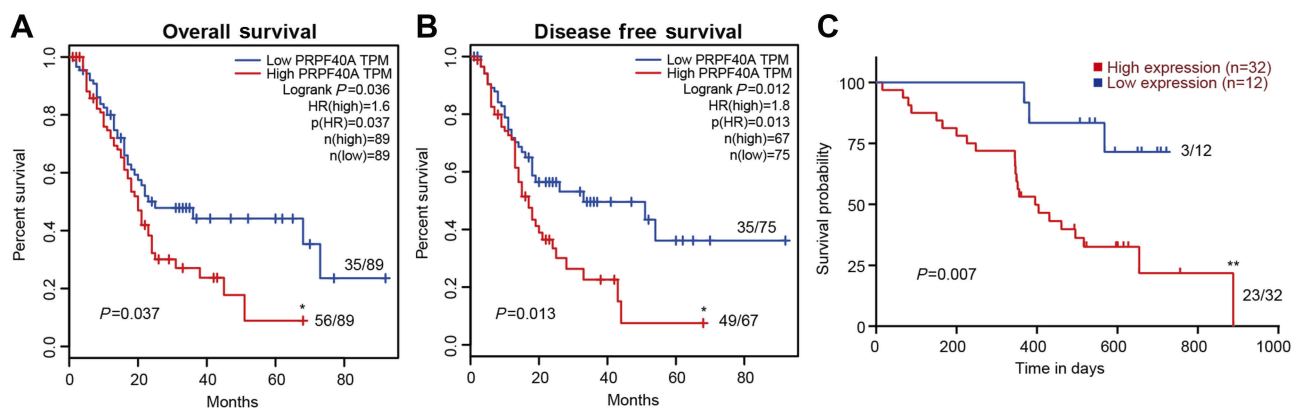 A
Overall survival
Low PRPF40A TPM
High PRPF40A TPM
Logrank P=0.036
HR(high)=1.6
p(HR)=0.037
n(high)=89
n(low)=89
Percent survival
1.0
0.8
0.6
0.4
0.2
0.0
35/89
*
56/89
P=0.037
0
20
40
60
80
Months
B
Disease free survival
Low PRPF40A TPM
High PRPF40A TPM
Logrank P=0.012
HR(high)=1.8
p(HR)=0.013
n(high)=67
n(low)=75
Percent survival
1.0
0.8
0.6
0.4
0.2
0.0
35/75
*
49/67
P=0.013
0
20
40
60
80
Months
C
High expression (n=32)
Low expression (n=12)
Survival probability
100
75
50
25
0
3/12
**
23/32
P=0.007
0
200
400
600
800
1000
Time in days